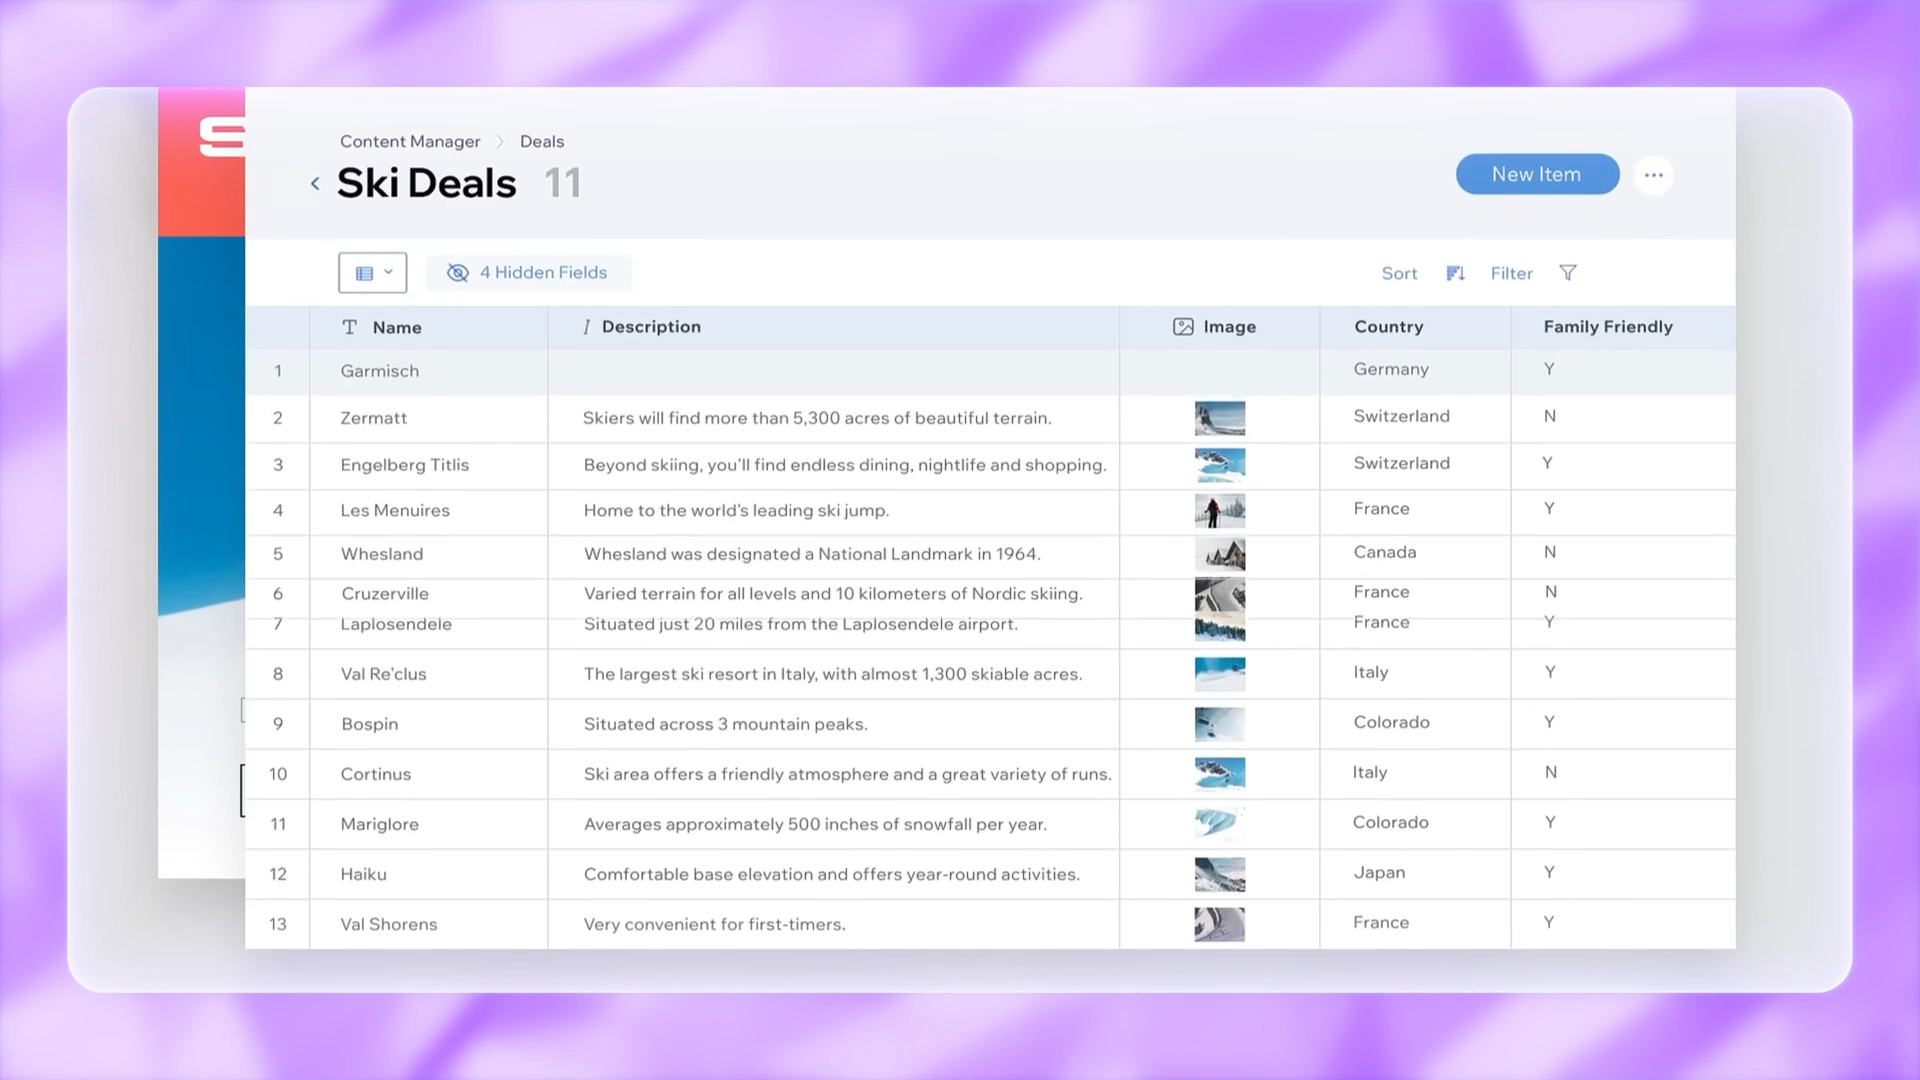 S
Content Manager > Deals
Ski Deals 11
New Item
4 Hidden Fields
Sort Filter
Name Description Image Country Family Friendly
1 Garmisch Germany Y
2 Zermatt Skiers will find more than 5,300 acres of beautiful terrain. Switzerland N
3 Engelberg Titlis Beyond skiing, you'll find endless dining, nightlife and shopping. Switzerland Y
4 Les Menuires Home to the world's leading ski jump. France Y
5 Whesland Whesland was designated a National Landmark in 1964. Canada N
6 Cruzerville Varied terrain for all levels and 10 kilometers of Nordic skiing. France N
7 Laplosendele Situated just 20 miles from the Laplosendele airport. France Y
8 Val Re'clus The largest ski resort in Italy, with almost 1,300 skiable acres. Italy Y
9 Bospin Situated across 3 mountain peaks. Colorado Y
10 Cortinus Ski area offers a friendly atmosphere and a great variety of runs. Italy N
11 Mariglore Averages approximately 500 inches of snowfall per year. Colorado Y
12 Haiku Comfortable base elevation and offers year-round activities. Japan Y
13 Val Shorens Very convenient for first-timers. France Y